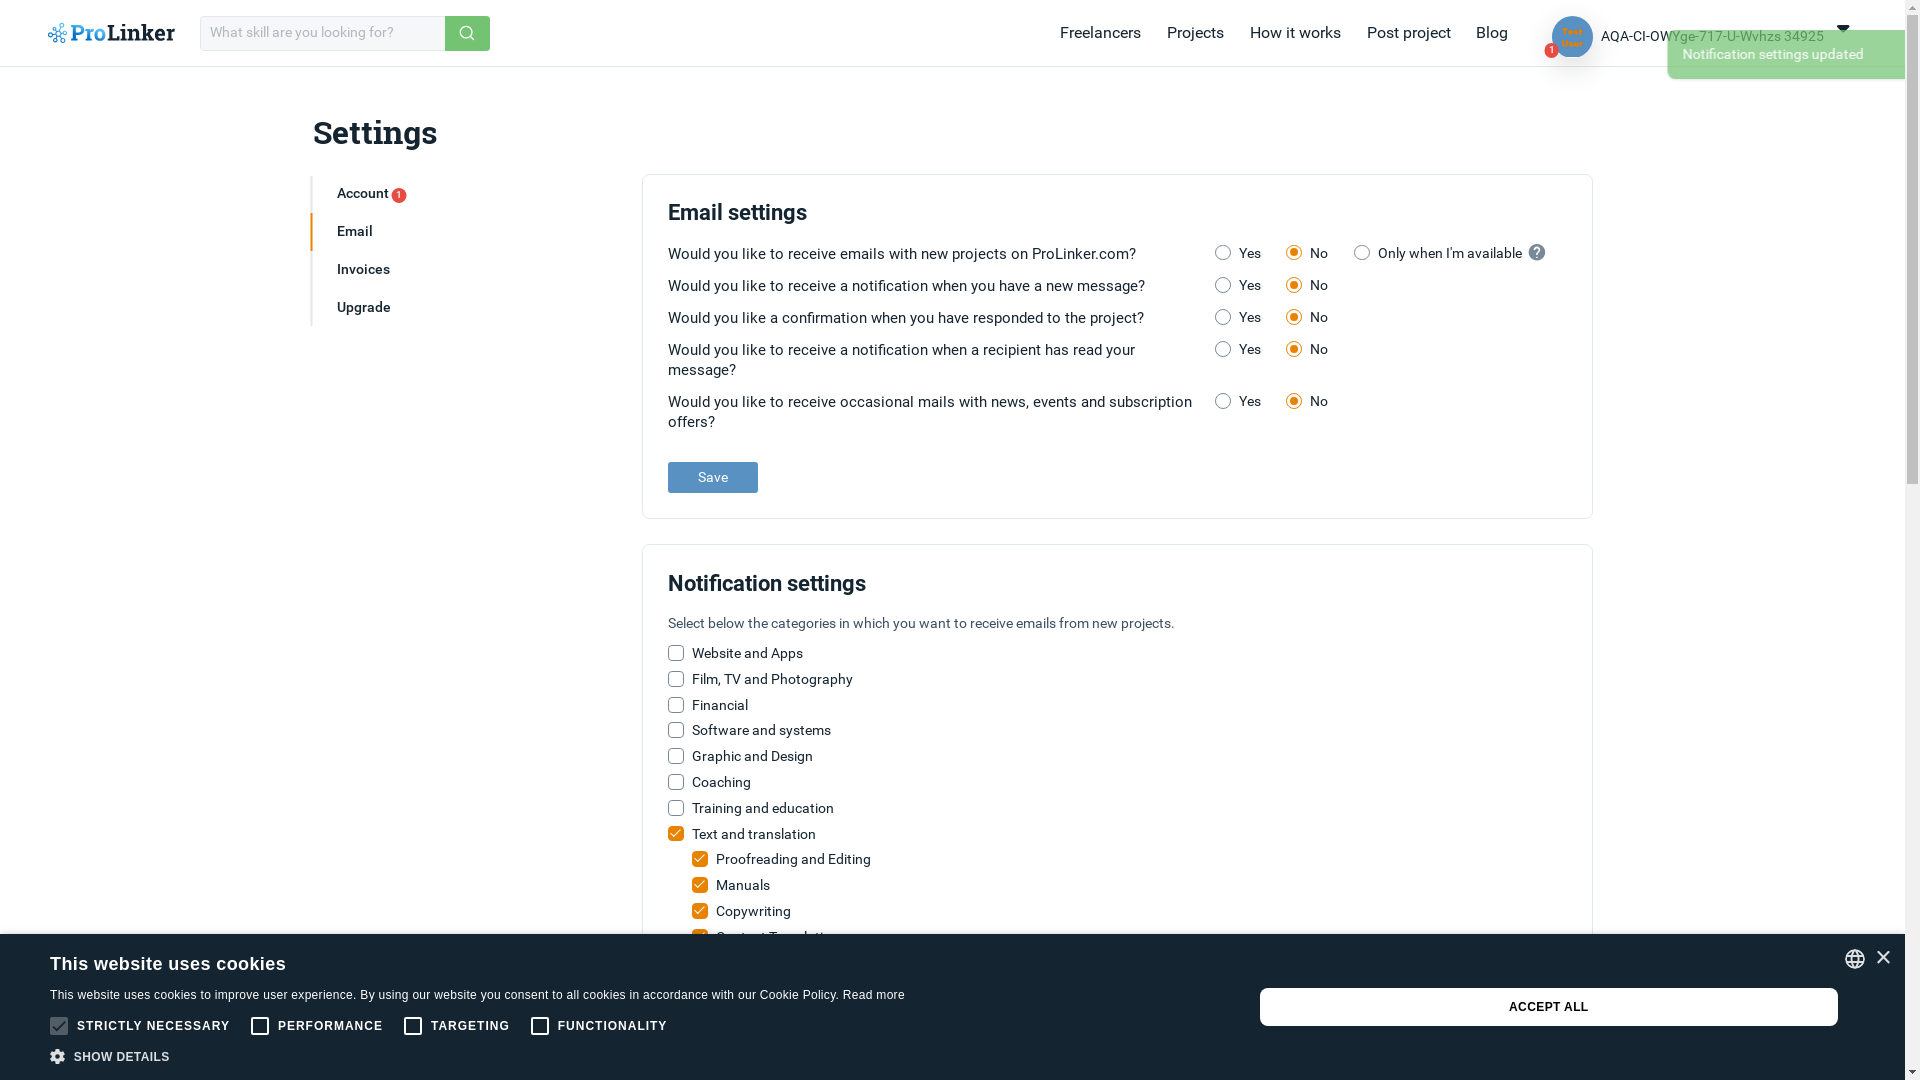 ProLinker
What skill are you looking for?
Freelancers
Projects
How it works
Post project
Blog
Test User
1
AQA-CI-OWYge-717-U-Wvhzs 34925
Notification settings updated
Settings
Account 1
Email
Invoices
Upgrade
Email settings
Would you like to receive emails with new projects on ProLinker.com? Yes No Only when I'm available ?
Would you like to receive a notification when you have a new message? Yes No
Would you like a confirmation when you have responded to the project? Yes No
Would you like to receive a notification when a recipient has read your Yes No
message?
Would you like to receive occasional mails with news, events and subscription Yes No
offers?
Save
Notification settings
Select below the categories in which you want to receive emails from new projects.
Website and Apps
Film, TV and Photography
Financial
Software and systems
Graphic and Design
Coaching
Training and education
Text and translation
Proofreading and Editing
Manuals
Copywriting
This website uses cookies
This website uses cookies to improve user experience. By using our website you consent to all cookies in accordance with our Cookie Policy. Read more
STRICTLY NECESSARY PERFORMANCE TARGETING FUNCTIONALITY
SHOW DETAILS
ACCEPT ALL